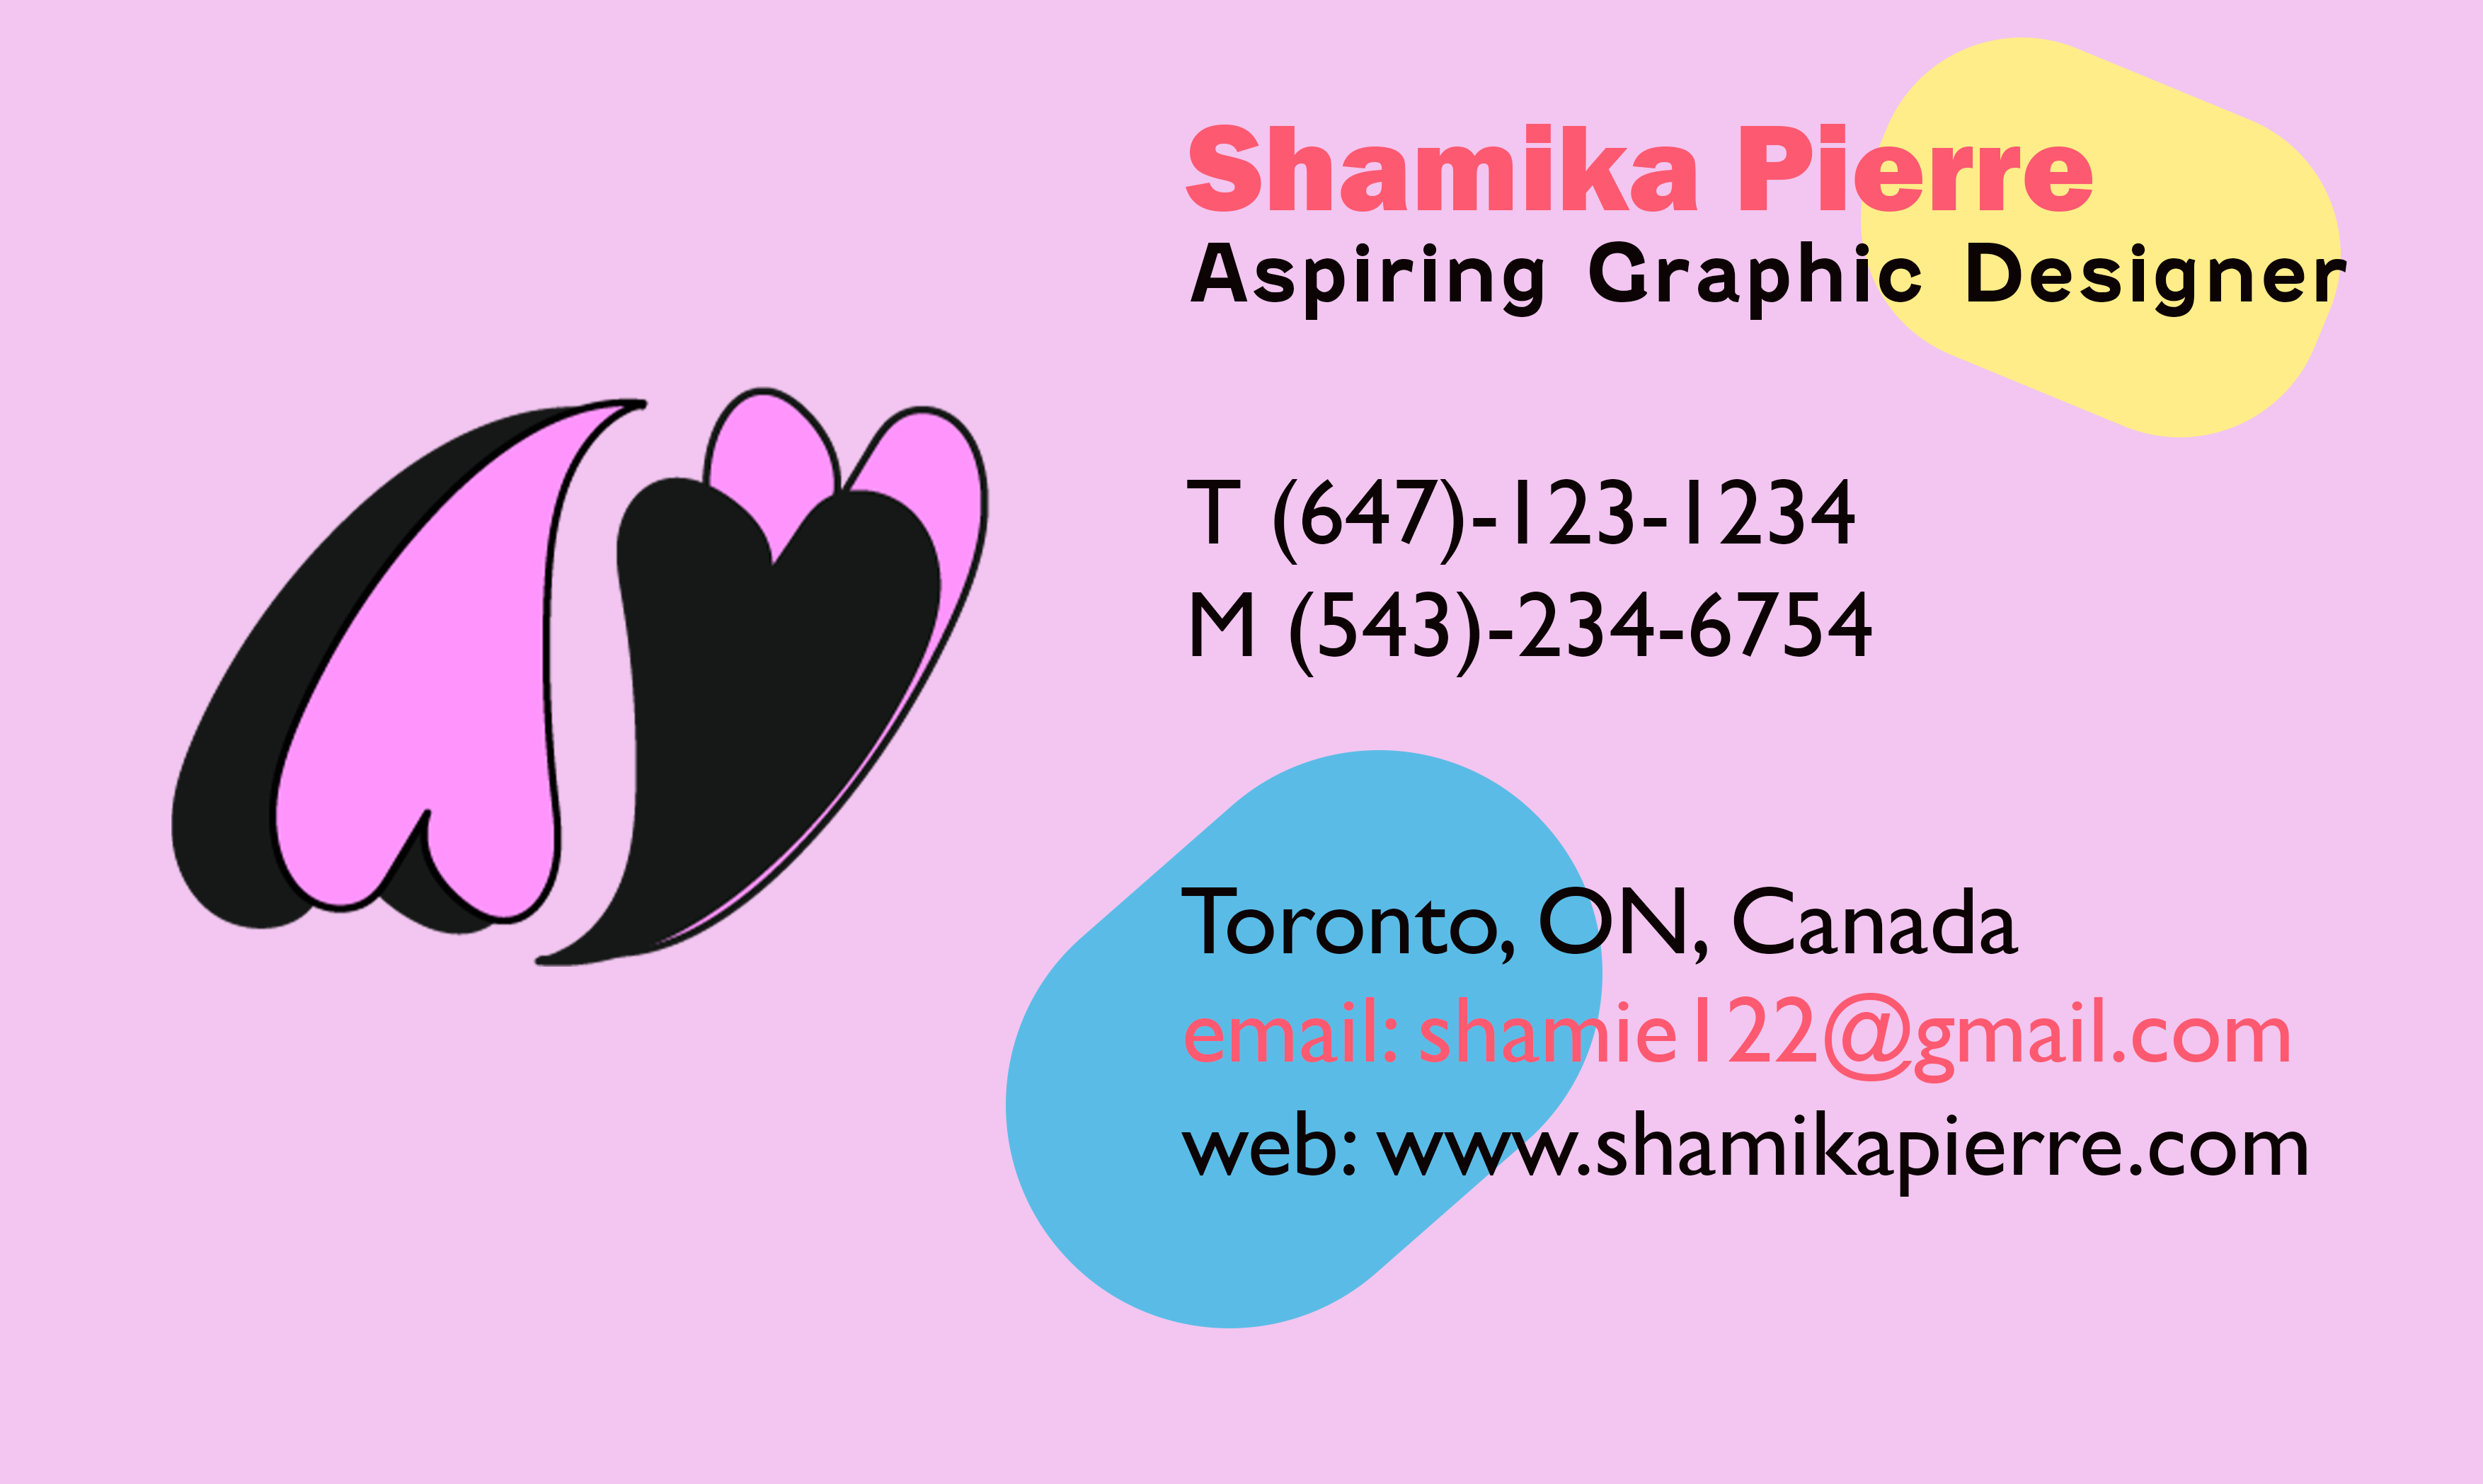 Shamika Pierre
Aspiring Graphic Designer
T (647)-123-1234
M (543)-234-6754
Toronto, ON, Canada
email: shamie122@gmail.com
web: www.shamikapierre.com